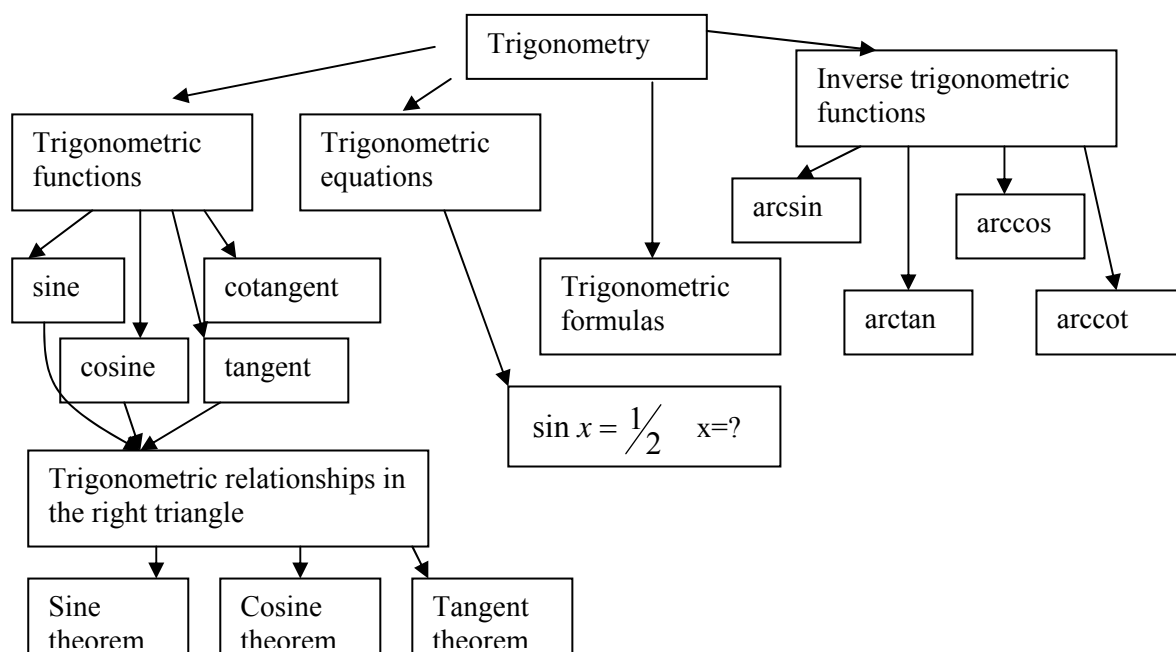 Trigonometry
Inverse trigonometric
functions
Trigonometric
functions
Trigonometric
equations
arcsin
arccos
sine
cotangent
Trigonometric
formulas
arctan
arccot
cosine
tangent
sin x = 1/2 x=?
Trigonometric relationships in
the right triangle
Sine
theorem
Cosine
theorem
Tangent
theorem